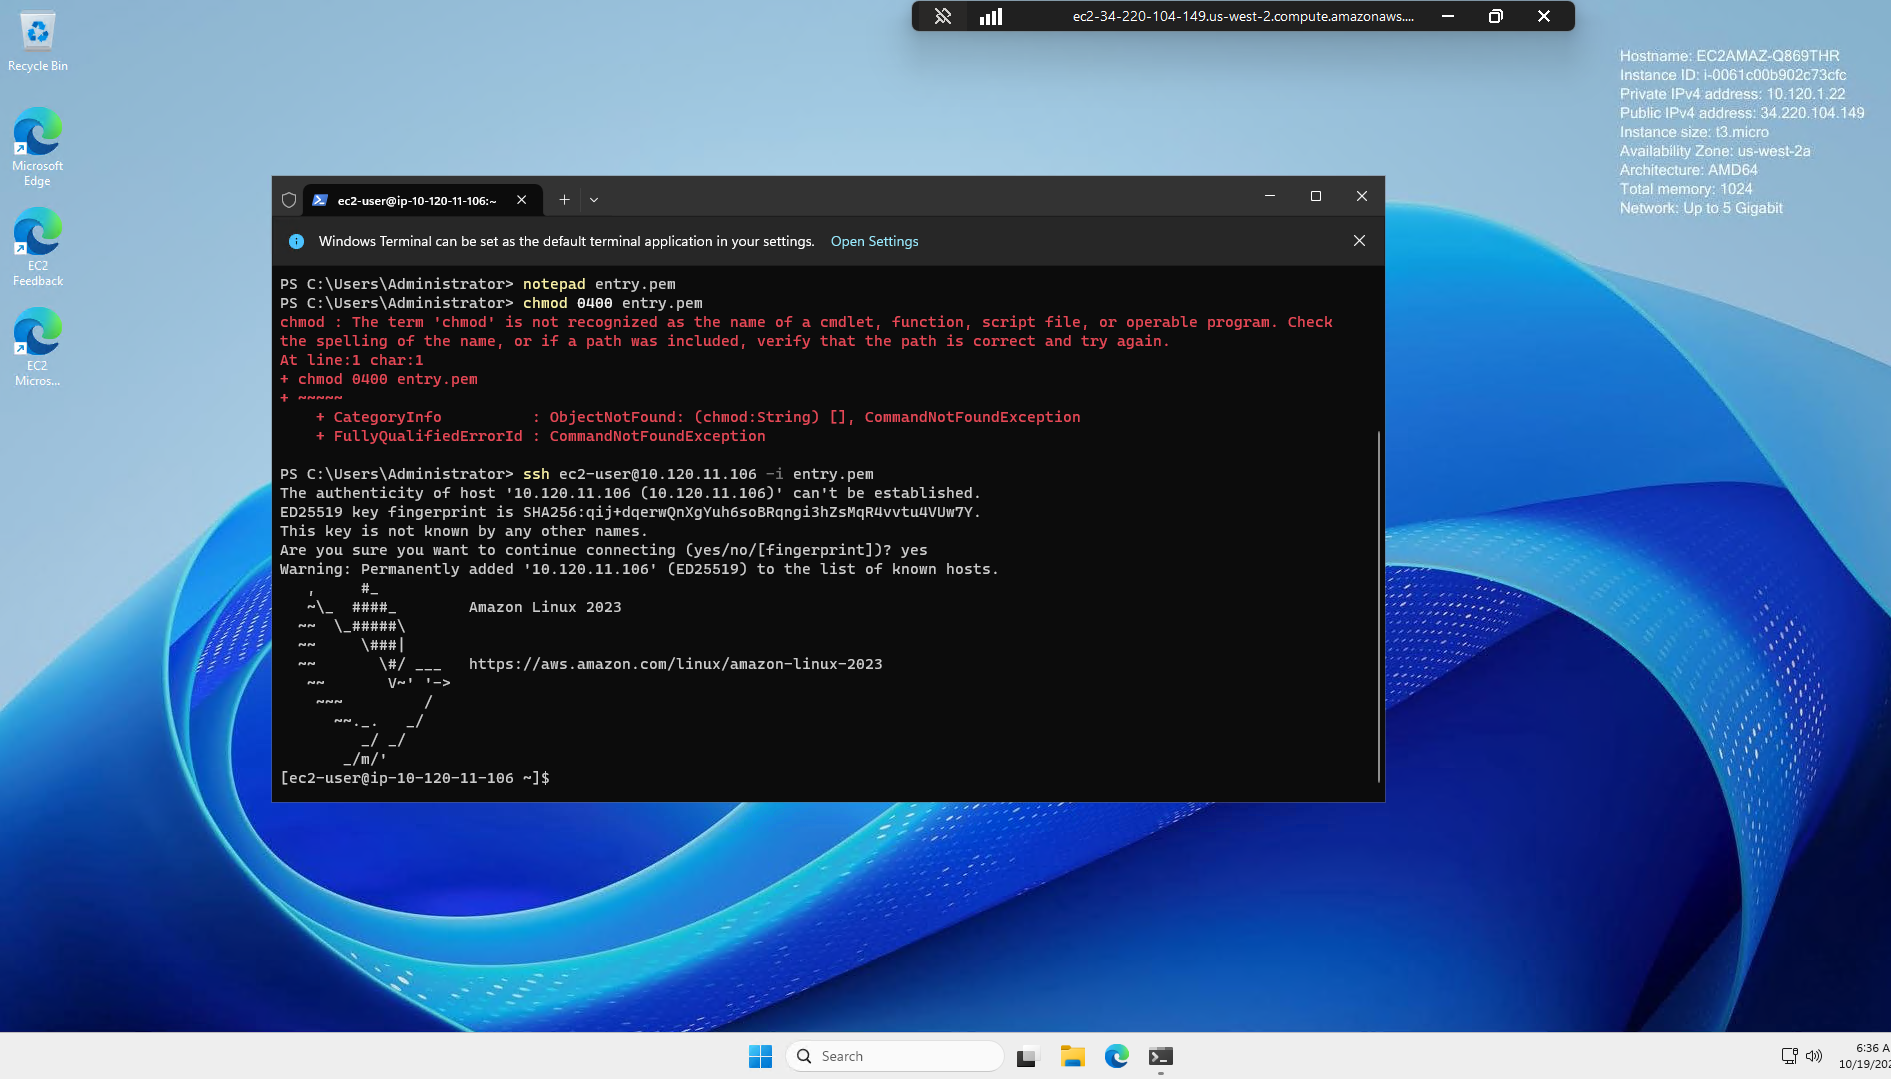 Recycle Bin
Microsoft
Edge
EC2
Feedback
EC2
Micros...
ec2-34-220-104-149.us-west-2.compute.amazonaws....
Hostname: EC2AMAZ-Q869THR
Instance ID: i-0061c00b902c73cfc
Private IPv4 address: 10.120.1.22
Public IPv4 address: 34.220.104.149
Instance size: t3.micro
Availability Zone: us-west-2a
Architecture: AMD64
Total memory: 1024
Network: Up to 5 Gigabit
ec2-user@ip-10-120-11-106:~
Windows Terminal can be set as the default terminal application in your settings. Open Settings
PS C:\Users\Administrator> notepad entry.pem
PS C:\Users\Administrator> chmod 0400 entry.pem
chmod : The term 'chmod' is not recognized as the name of a cmdlet, function, script file, or operable program. Check
the spelling of the name, or if a path was included, verify that the path is correct and try again.
At line:1 char:1
+ chmod 0400 entry.pem
+ ~~~~~
    + CategoryInfo          : ObjectNotFound: (chmod:String) [], CommandNotFoundException
    + FullyQualifiedErrorId : CommandNotFoundException
PS C:\Users\Administrator> ssh ec2-user@10.120.11.106 -i entry.pem
The authenticity of host '10.120.11.106 (10.120.11.106)' can't be established.
ED25519 key fingerprint is SHA256:qij+dqerwQnXgYuh6soBRqngi3hZsMqR4vvtu4VUw7Y.
This key is not known by any other names.
Are you sure you want to continue connecting (yes/no/[fingerprint])? yes
Warning: Permanently added '10.120.11.106' (ED25519) to the list of known hosts.
   ,     #_
   ~\_  ####_        Amazon Linux 2023
  ~~  \_#####\
  ~~     \###|
  ~~       \#/ ___   https://aws.amazon.com/linux/amazon-linux-2023
   ~~       V~' '->
    ~~~         /
      ~~._.   _/
         _/ _/
       _/m/'
[ec2-user@ip-10-120-11-106 ~]$
Search
6:36 A
10/19/202